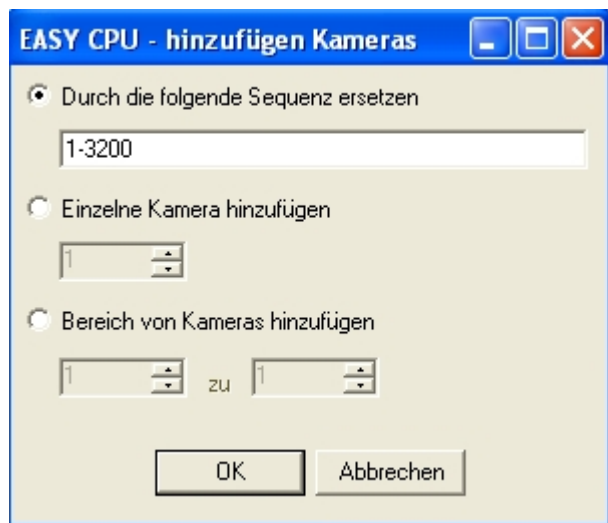 EASY CPU - hinzufügen Kameras
Durch die folgende Sequenz ersetzen
1-3200
Einzelne Kamera hinzufügen
1
Bereich von Kameras hinzufügen
1 zu 1
OK Abbrechen